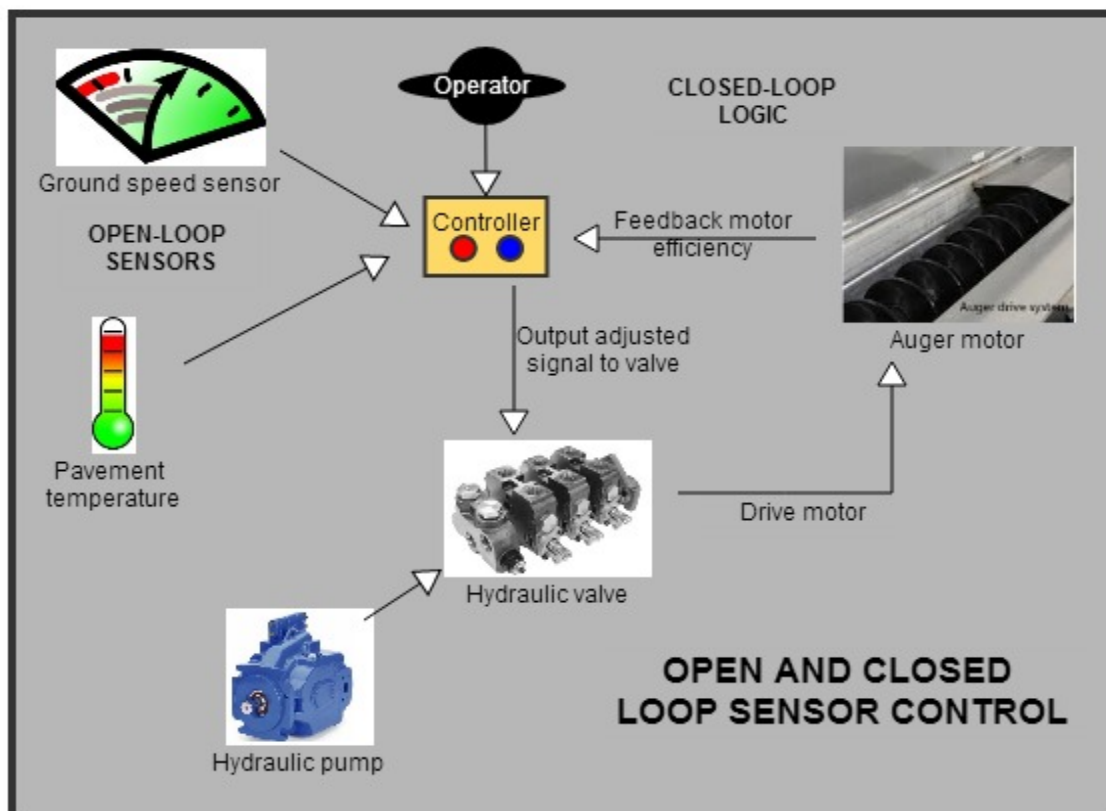 Operator
CLOSED-LOOP
LOGIC
Ground speed sensor
OPEN-LOOP
SENSORS
Controller
Feedback motor
efficiency
Auger drive system
Auger motor
Output adjusted
signal to valve
Pavement
temperature
Drive motor
Hydraulic valve
Hydraulic pump
OPEN AND CLOSED
LOOP SENSOR CONTROL